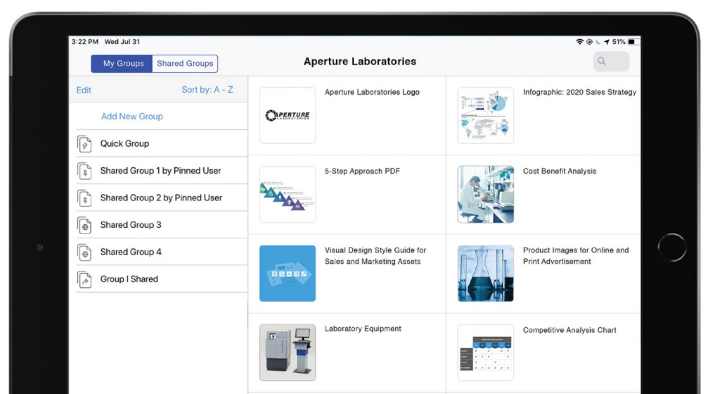 3:22 PM Wed Jul 31
51%
My Groups
Shared Groups
Aperture Laboratories
Edit
Sort by: A - Z
Add New Group
Quick Group
Shared Group 1 by Pinned User
Shared Group 2 by Pinned User
Shared Group 3
Shared Group 4
Group I Shared
Aperture Laboratories Logo
APERTURE
LABORATORIES
Infographic: 2020 Sales Strategy
5-Step Approach PDF
Cost Benefit Analysis
Visual Design Style Guide for
Sales and Marketing Assets
Product Images for Online and
Print Advertisement
Laboratory Equipment
Competitive Analysis Chart